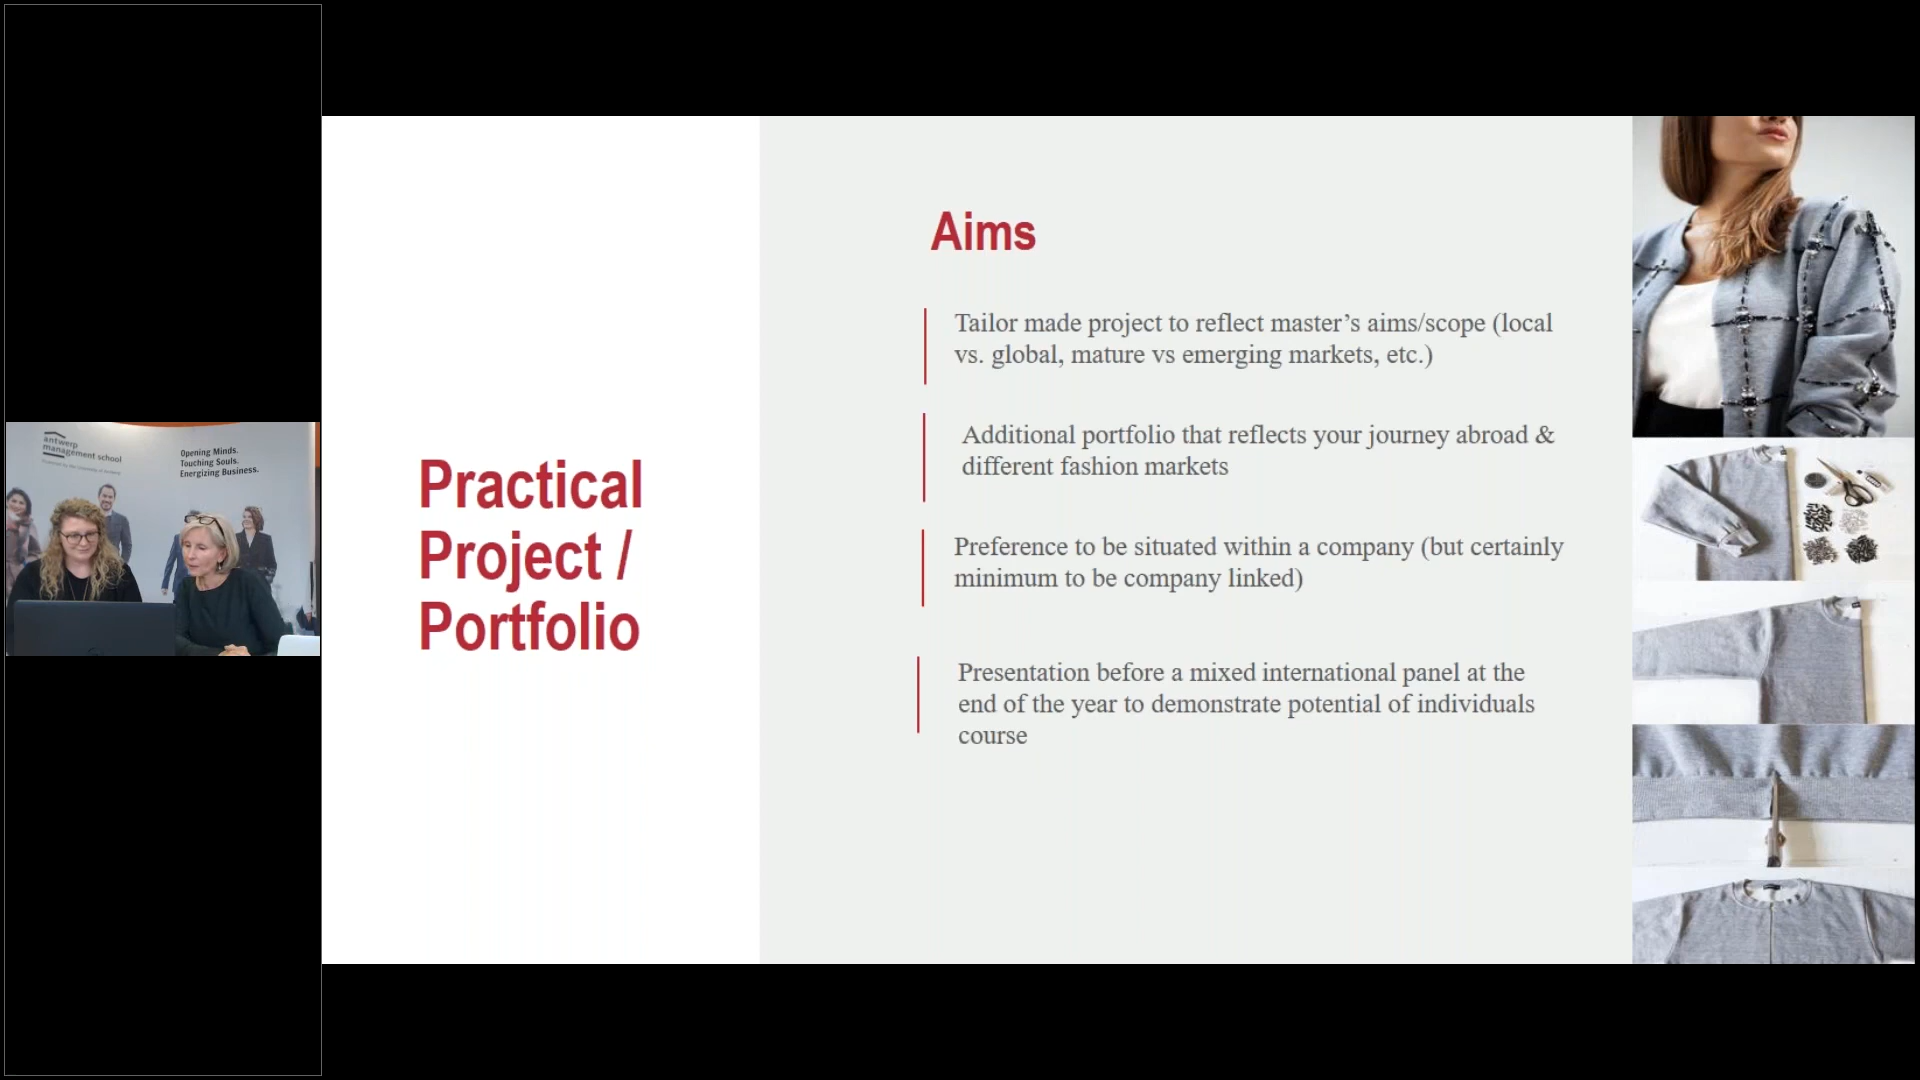 antwerp
management school
Opening Minds.
Touching Souls.
Energizing Business.
Practical
Project /
Portfolio
Aims
Tailor made project to reflect master’s aims/scope (local
vs. global, mature vs emerging markets, etc.)
Additional portfolio that reflects your journey abroad &
different fashion markets
Preference to be situated within a company (but certainly
minimum to be company linked)
Presentation before a mixed international panel at the
end of the year to demonstrate potential of individuals
course